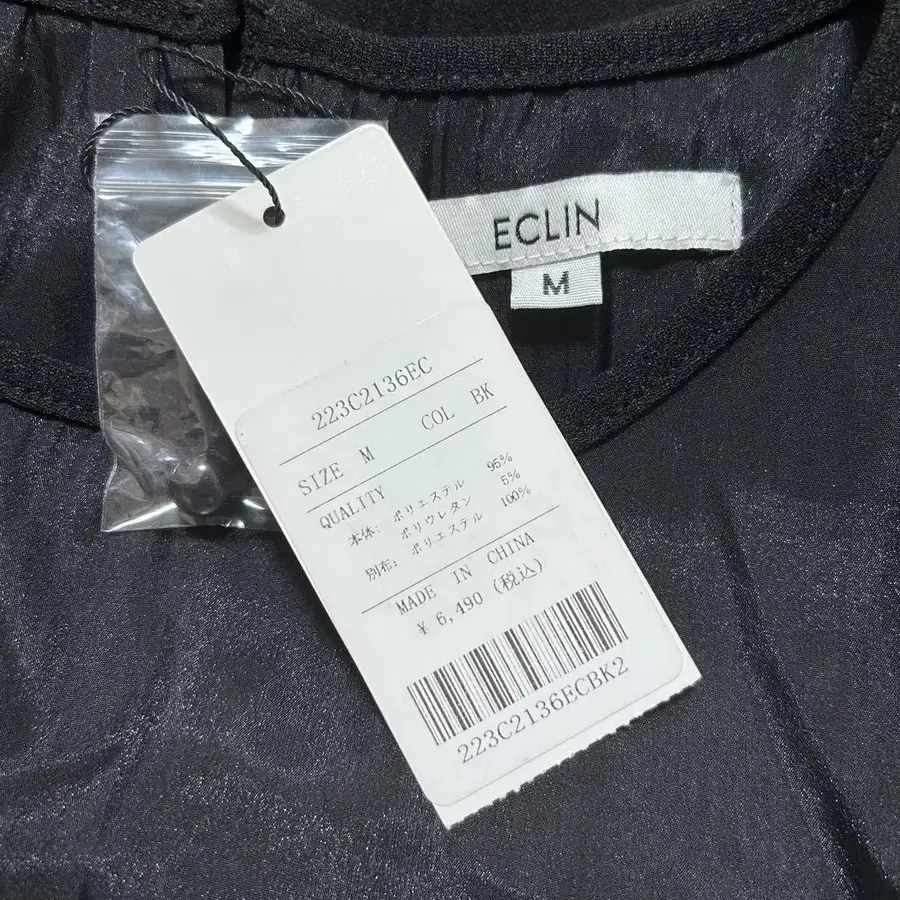 ECLIN
M
223C2136EC
SIZE M COL BK
QUALITY
本体: ポリエステル 95%
ポリウレタン 5%
別布: ポリエステル 100%
MADE IN CHINA
¥ 6,490 (税込)
223C2136ECBK2